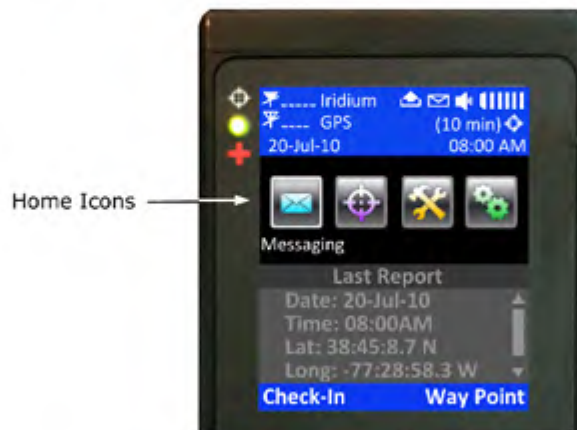 Iridium
GPS (10 min)
20-Jul-10 08:00 AM
Home Icons
Messaging
Last Report
Date: 20-Jul-10
Time: 08:00AM
Lat: 38:45:8.7 N
Long: -77:28:58.3 W
Check-In Way Point